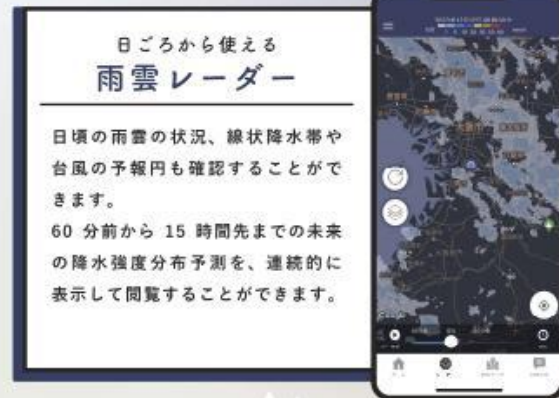 日ごろから使える
雨雲レーダー
日頃の雨雲の状況、線状降水帯や
台風の予報円も確認することがで
きます。
60 分前から 15 時間先までの未来
の降水強度分布予測を、連続的に
表示して閲覧することができます。